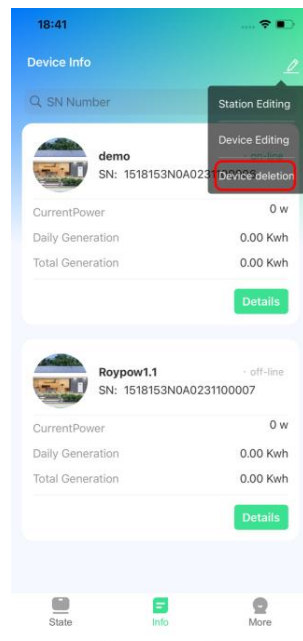 18:41
Device Info
SN Number
Station Editing
Device Editing
Device deletion
demo
SN: 1518153N0A0231
CurrentPower 0 w
Daily Generation 0.00 Kwh
Total Generation 0.00 Kwh
Details
Roypow1.1 - off-line
SN: 1518153N0A0231100007
CurrentPower 0 w
Daily Generation 0.00 Kwh
Total Generation 0.00 Kwh
Details
State Info More